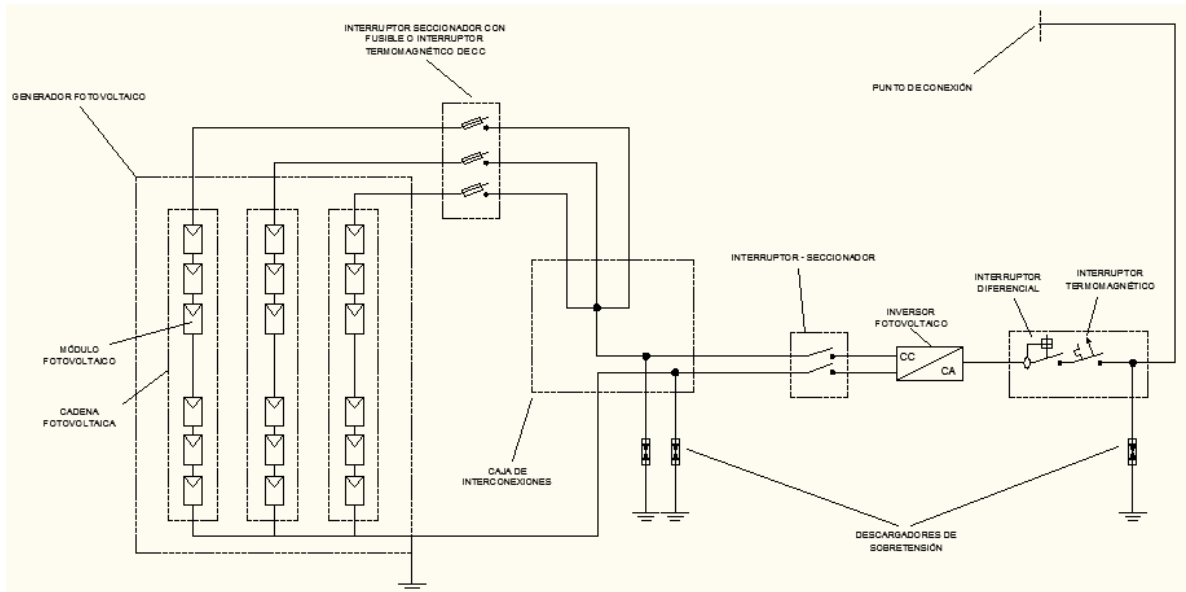 INTERRUPTOR SECCIONADOR CON
FUSIBLE O INTERRUPTOR
TERMOMAGNÉTICO DE CC
GENERADOR FOTOVOLTAICO
PUNTO DE CONEXIÓN
INTERRUPTOR - SECCIONADOR
INTERRUPTOR
DIFERENCIAL
INTERRUPTOR
TERMOMAGNÉTICO
INVERSOR
FOTOVOLTAICO
CC
CA
MÓDULO
FOTOVOLTAICO
CADENA
FOTOVOLTAICA
CAJA DE
INTERCONEXIONES
DESCARGADORES DE
SOBRETENSIÓN